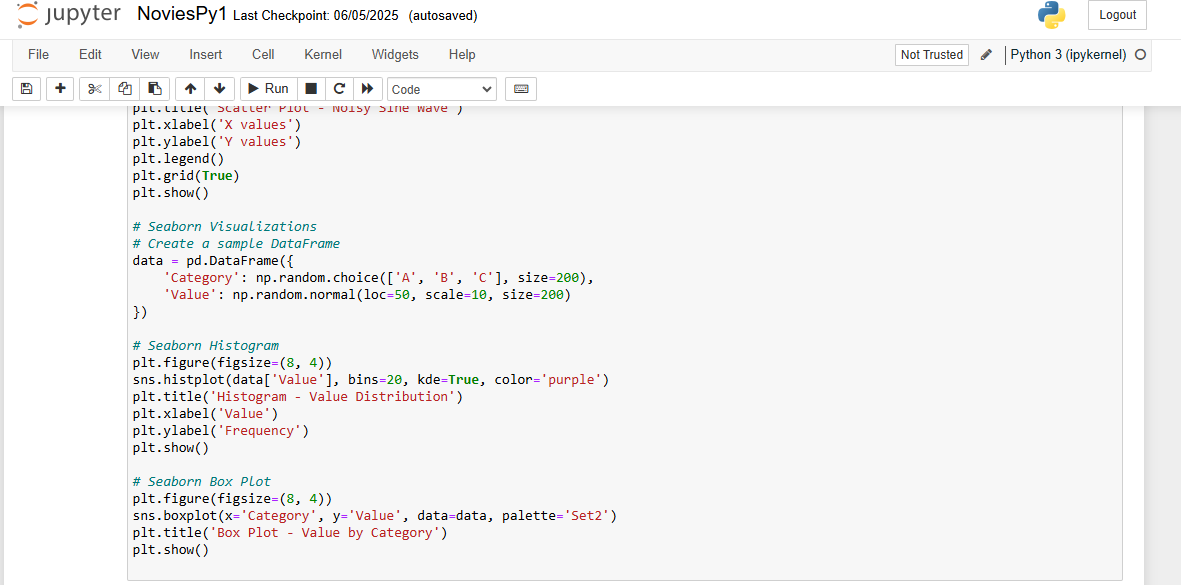 jupyter NoviesPy1 Last Checkpoint: 06/05/2025 (autosaved) Logout
File Edit View Insert Cell Kernel Widgets Help Not Trusted Python 3 (ipykernel)
Run Code
plt.title('Scatter Plot - Noisy Sine Wave')
plt.xlabel('X values')
plt.ylabel('Y values')
plt.legend()
plt.grid(True)
plt.show()
# Seaborn Visualizations
# Create a sample DataFrame
data = pd.DataFrame({
    'Category': np.random.choice(['A', 'B', 'C'], size=200),
    'Value': np.random.normal(loc=50, scale=10, size=200)
})
# Seaborn Histogram
plt.figure(figsize=(8, 4))
sns.histplot(data['Value'], bins=20, kde=True, color='purple')
plt.title('Histogram - Value Distribution')
plt.xlabel('Value')
plt.ylabel('Frequency')
plt.show()
# Seaborn Box Plot
plt.figure(figsize=(8, 4))
sns.boxplot(x='Category', y='Value', data=data, palette='Set2')
plt.title('Box Plot - Value by Category')
plt.show()